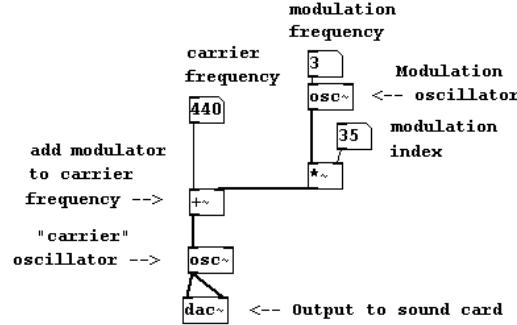 modulation
frequency
carrier
frequency
3
Modulation
osc~ <-- oscillator
440
35
modulation
index
add modulator
to carrier
frequency -->
*~
+~
"carrier"
oscillator -->
osc~
dac~ <-- Output to sound card